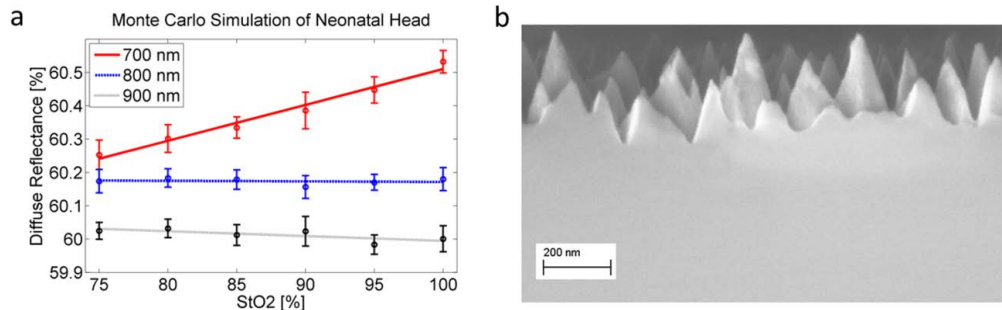 a
Monte Carlo Simulation of Neonatal Head
700 nm
800 nm
900 nm
Diffuse Reflectance [%]
60.5
60.4
60.3
60.2
60.1
60
59.9
75 80 85 90 95 100
StO2 [%]
b
200 nm